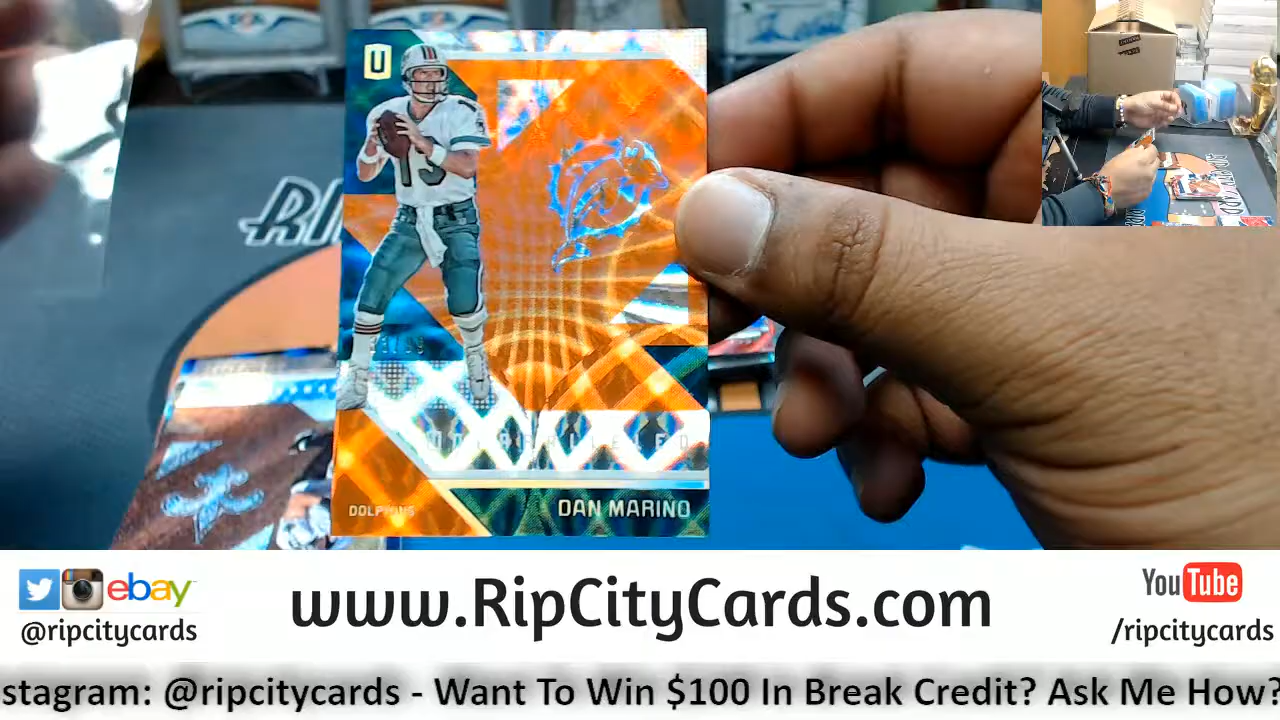 U
13
UNPARALLELED
DOLPHINS
DAN MARINO
ebay
@ripcitycards
www.RipCityCards.com
YouTube
/ripcitycards
stagram: @ripcitycards - Want To Win $100 In Break Credit? Ask Me How?